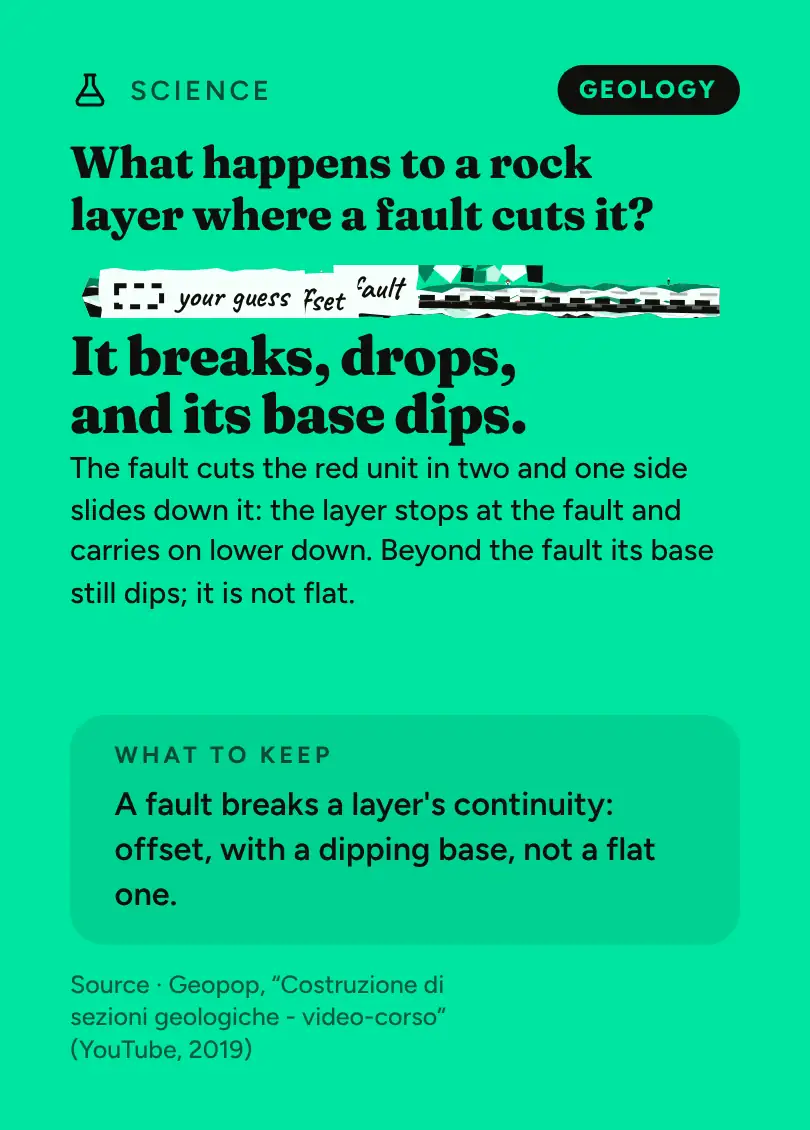 SCIENCE
GEOLOGY
What happens to a rock
layer where a fault cuts it?
your guess
fault
It breaks, drops,
and its base dips.
The fault cuts the red unit in two and one side
slides down it: the layer stops at the fault and
carries on lower down. Beyond the fault its base
still dips; it is not flat.
WHAT TO KEEP
A fault breaks a layer's continuity:
offset, with a dipping base, not a flat
one.
Source · Geopop, “Costruzione di
sezioni geologiche - video-corso”
(YouTube, 2019)